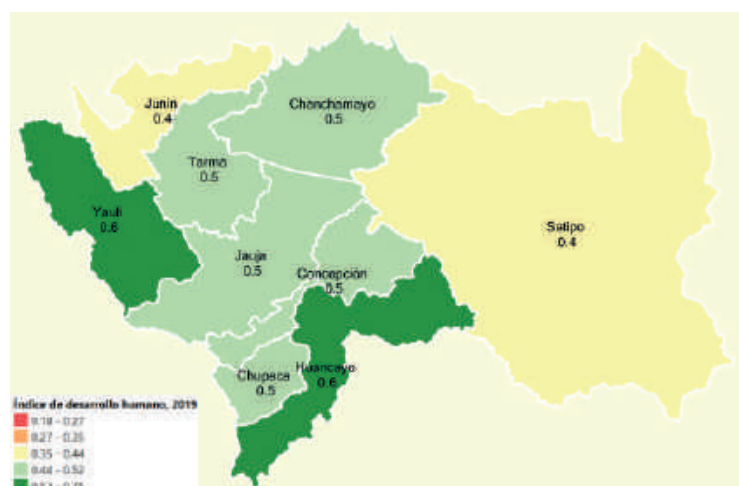 Junín
0.4
Chanchamayo
0.5
Tarma
0.5
Yauli
0.6
Satipo
0.4
Jauja
0.5
Concepción
0.5
Chupaca
0.5
Huancayo
0.6
Índice de desarrollo humano, 2019
0.18 - 0.27
0.27 - 0.35
0.35 - 0.44
0.44 - 0.52